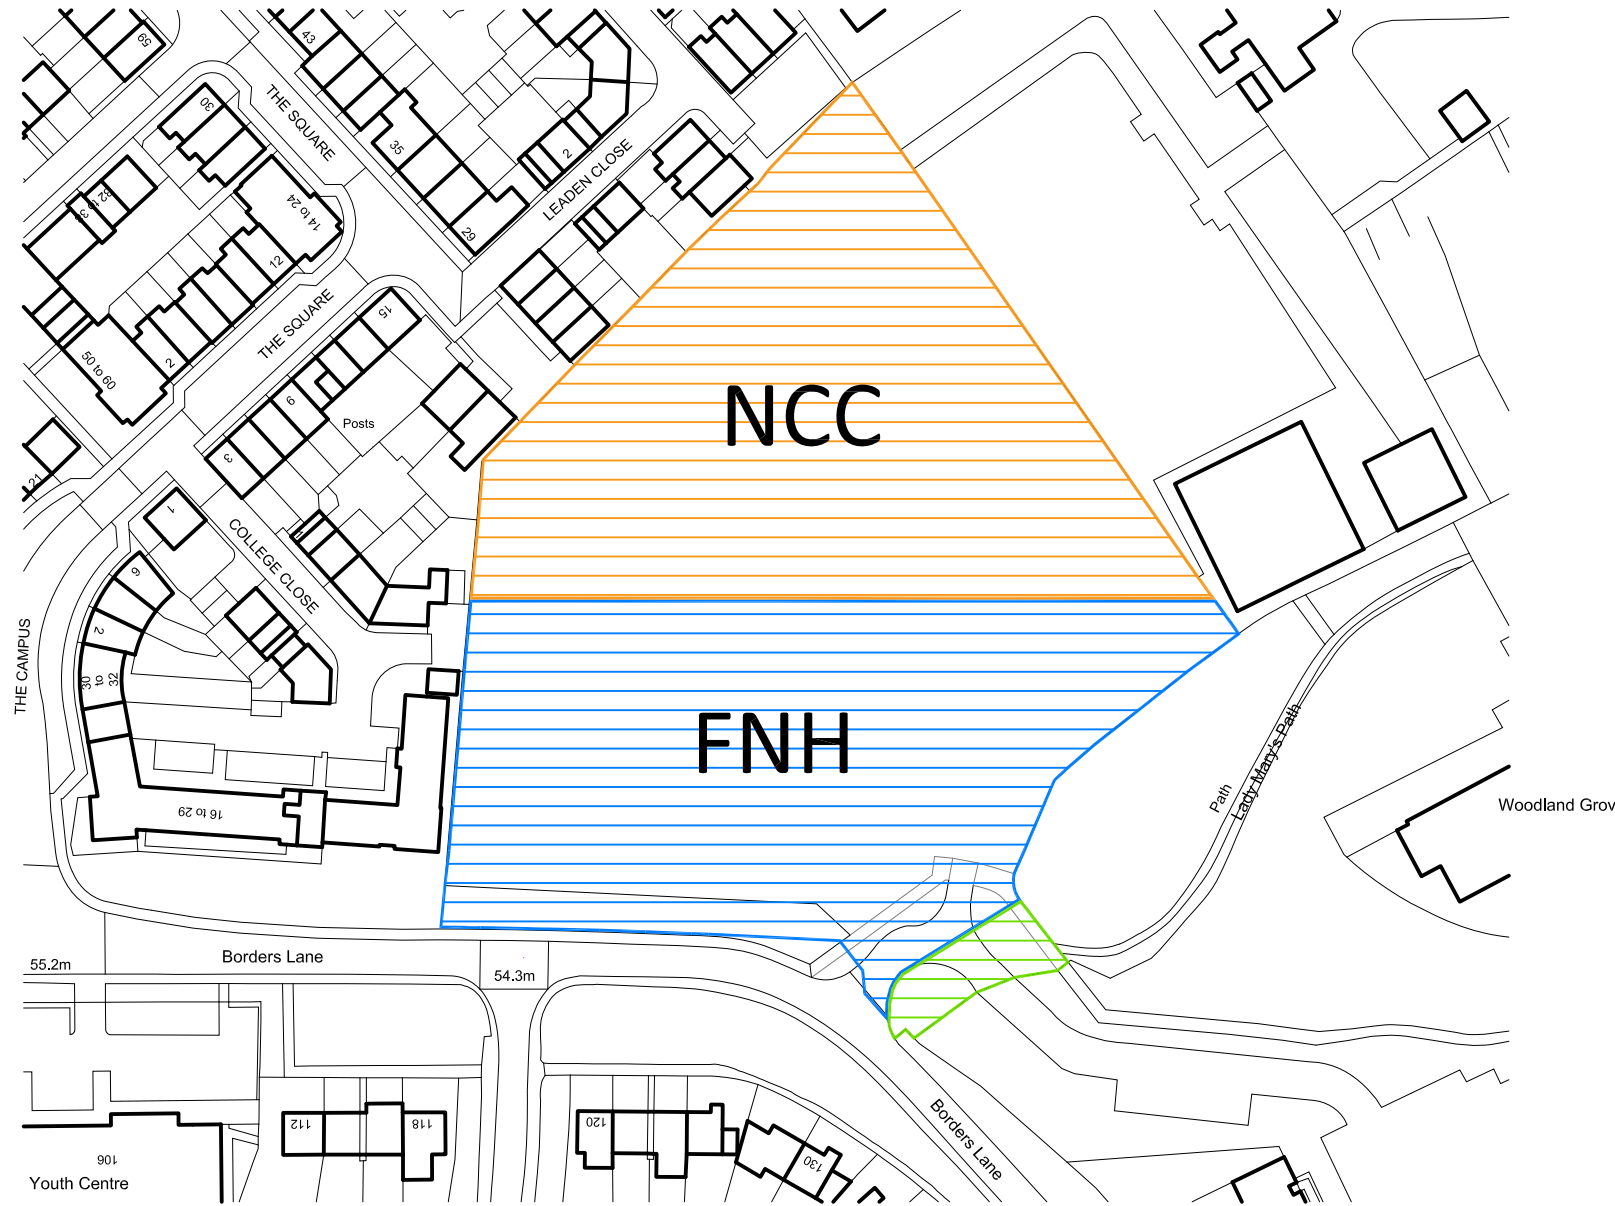 59
43
30
THE SQUARE
35
2
LEADEN CLOSE
14 to 24
29
12
THE SQUARE
15
50 to 60
2
9
NCC
Posts
3
21
1
COLLEGE CLOSE
6
2
THE CAMPUS
30
to
32
FNH
Path
Lady Mary's Path
Woodland Grov
16 to 29
Borders Lane
55.2m
54.3m
112
118
120
130
Borders Lane
106
Youth Centre